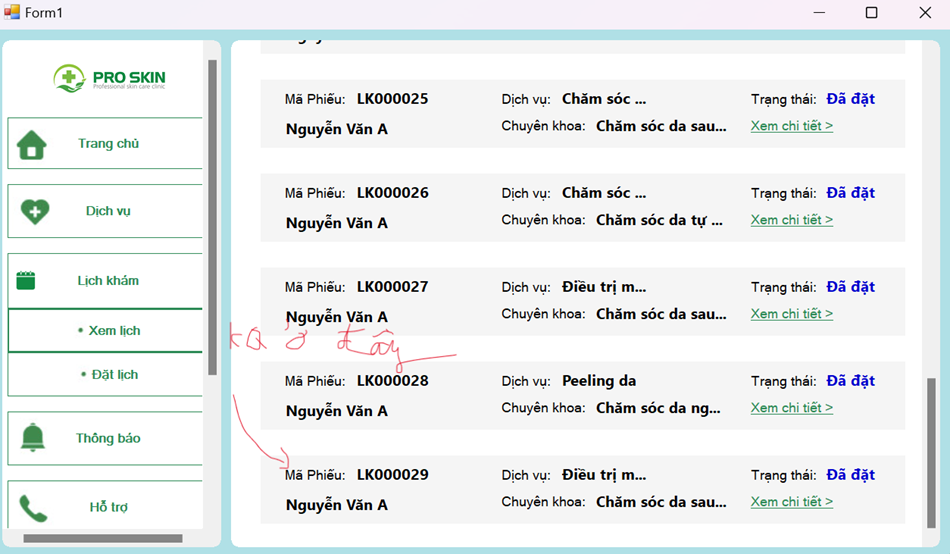 Form1
PRO SKIN
Professional skin care clinic
Trang chủ
Dịch vụ
Lịch khám
• Xem lịch
• Đặt lịch
Thông báo
Hỗ trợ
Mã Phiếu: LK000025 Dịch vụ: Chăm sóc ... Trạng thái: Đã đặt
Nguyễn Văn A Chuyên khoa: Chăm sóc da sau... Xem chi tiết >
Mã Phiếu: LK000026 Dịch vụ: Chăm sóc ... Trạng thái: Đã đặt
Nguyễn Văn A Chuyên khoa: Chăm sóc da tự ... Xem chi tiết >
Mã Phiếu: LK000027 Dịch vụ: Điều trị m... Trạng thái: Đã đặt
Nguyễn Văn A Chuyên khoa: Chăm sóc da sau... Xem chi tiết >
KQ ở đây
Mã Phiếu: LK000028 Dịch vụ: Peeling da Trạng thái: Đã đặt
Nguyễn Văn A Chuyên khoa: Chăm sóc da ng... Xem chi tiết >
Mã Phiếu: LK000029 Dịch vụ: Điều trị m... Trạng thái: Đã đặt
Nguyễn Văn A Chuyên khoa: Chăm sóc da sau... Xem chi tiết >